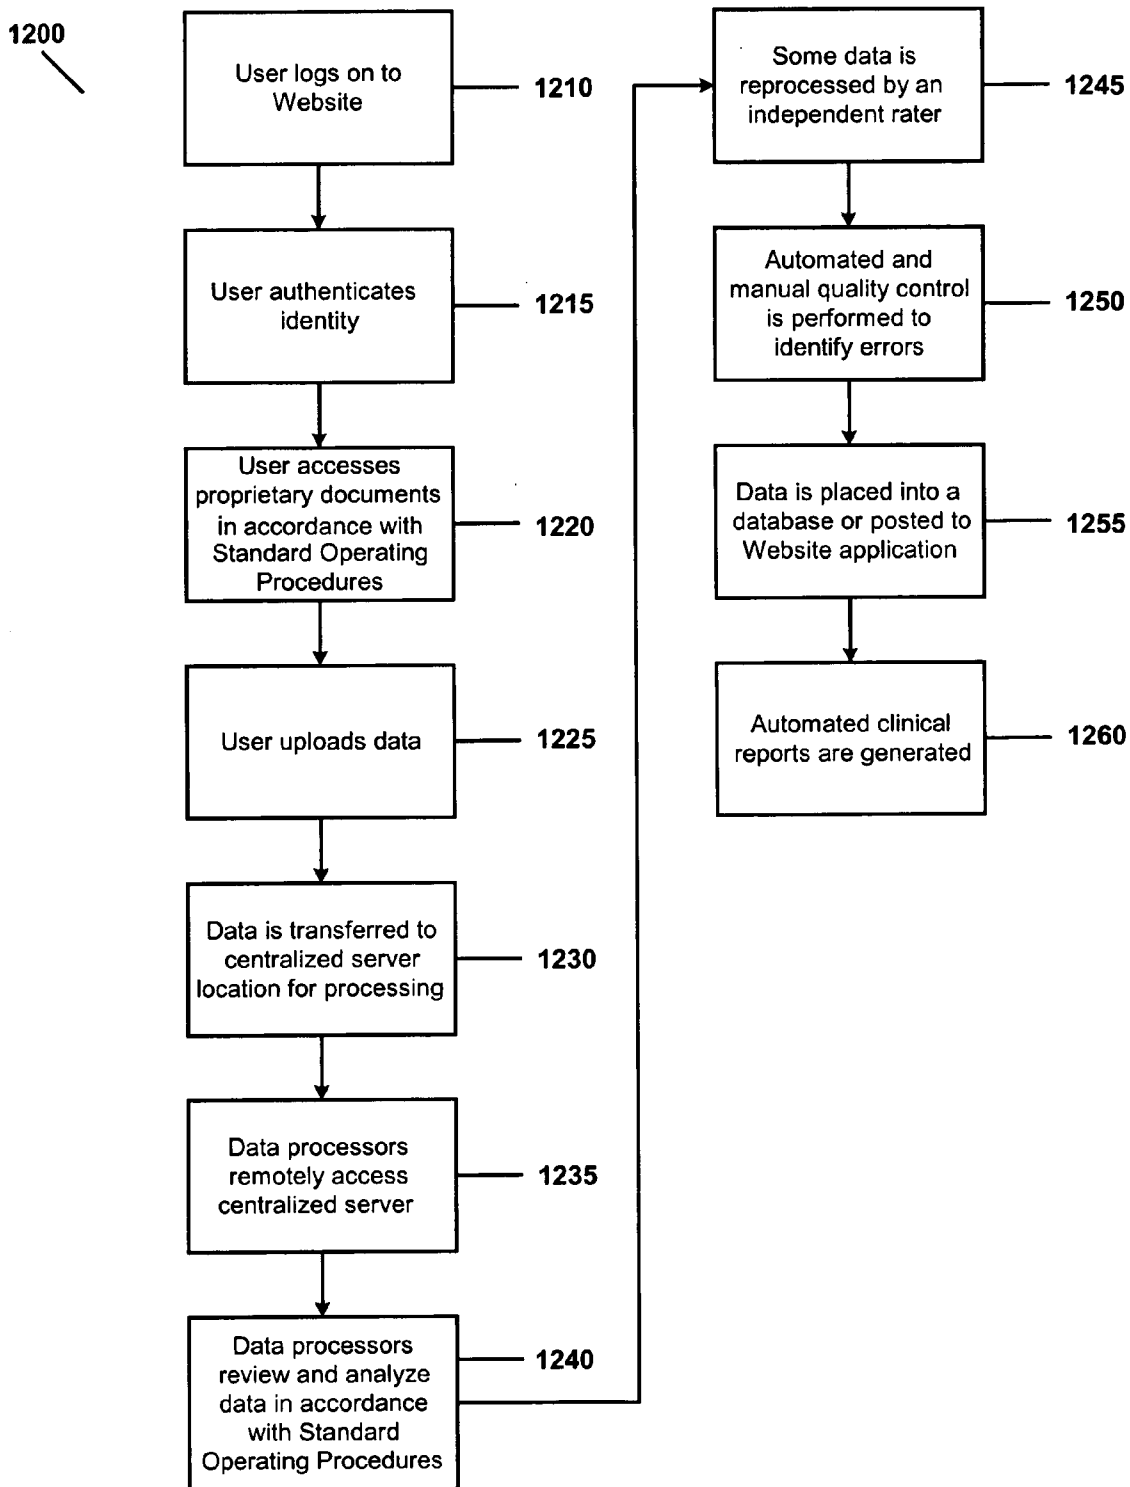 1200
User logs on to
Website
1210
User authenticates
identity
1215
User accesses
proprietary documents
in accordance with
Standard Operating
Procedures
1220
User uploads data
1225
Data is transferred to
centralized server
location for processing
1230
Data processors
remotely access
centralized server
1235
Data processors
review and analyze
data in accordance
with Standard
Operating Procedures
1240
Some data is
reprocessed by an
independent rater
1245
Automated and
manual quality control
is performed to
identify errors
1250
Data is placed into a
database or posted to
Website application
1255
Automated clinical
reports are generated
1260